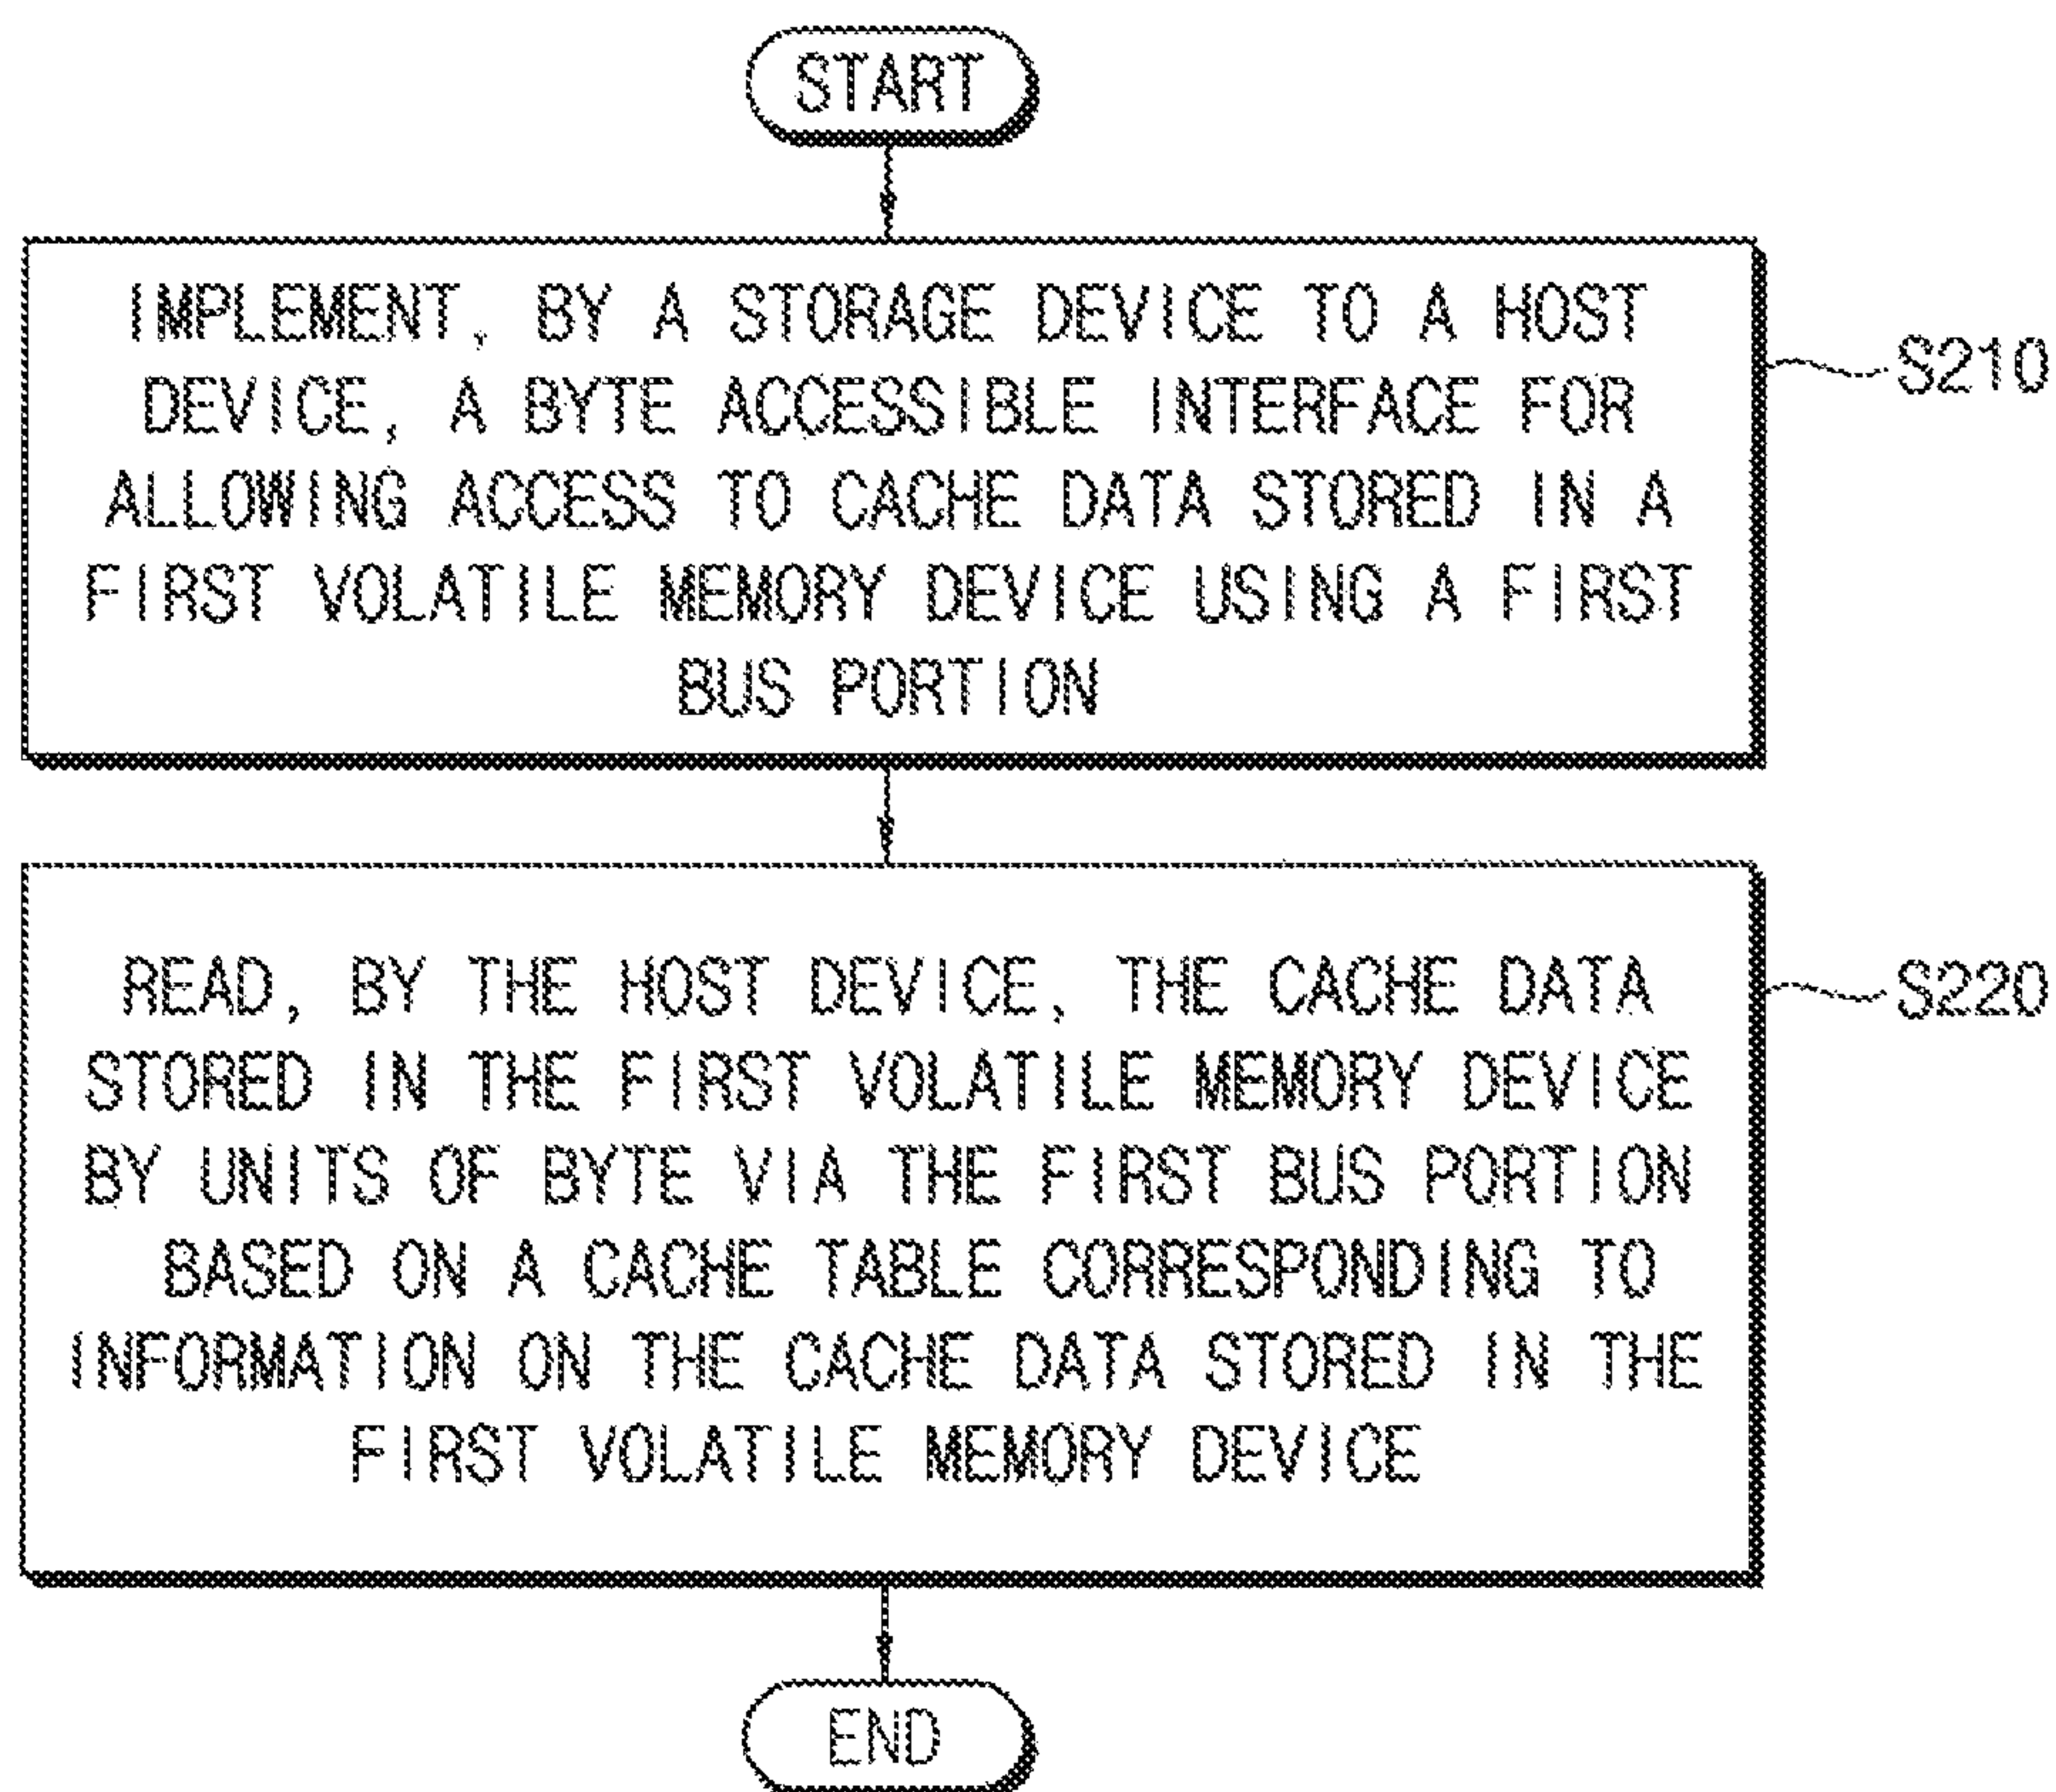 START
IMPLEMENT, BY A STORAGE DEVICE TO A HOST
DEVICE, A BYTE ACCESSIBLE INTERFACE FOR
ALLOWING ACCESS TO CACHE DATA STORED IN A
FIRST VOLATILE MEMORY DEVICE USING A FIRST
BUS PORTION
S210
READ, BY THE HOST DEVICE, THE CACHE DATA
STORED IN THE FIRST VOLATILE MEMORY DEVICE
BY UNITS OF BYTE VIA THE FIRST BUS PORTION
BASED ON A CACHE TABLE CORRESPONDING TO
INFORMATION ON THE CACHE DATA STORED IN THE
FIRST VOLATILE MEMORY DEVICE
S220
END